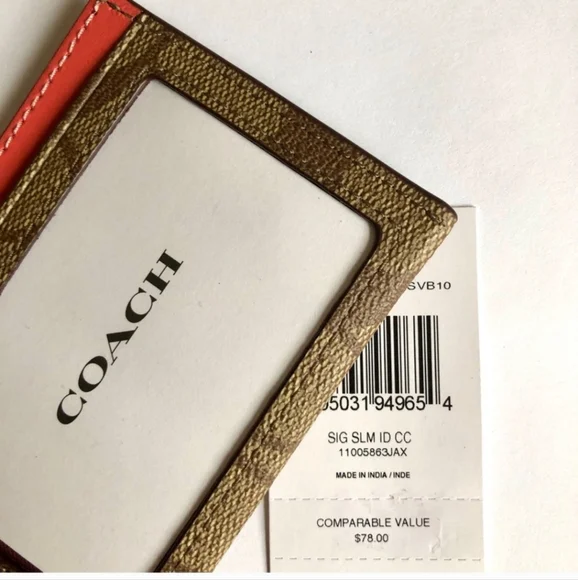 COACH
SVB10
5031 94965 4
SIG SLM ID CC
11005863JAX
MADE IN INDIA / INDE
COMPARABLE VALUE
$78.00